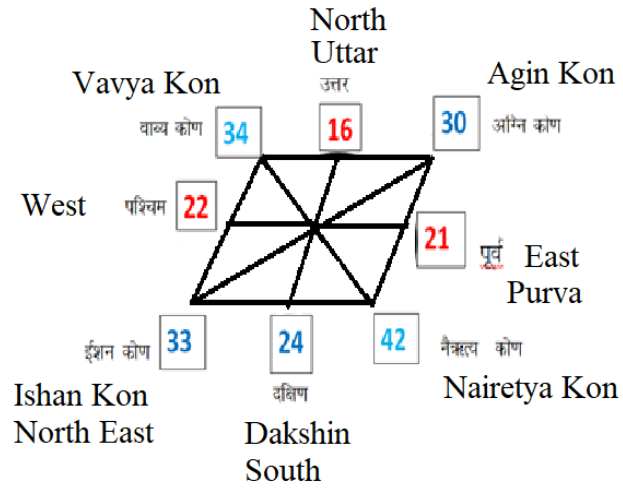 North
Uttar
उत्तर
Vavya Kon
Agin Kon
वाव्य कोण 34
16
30 अग्नि कोण
West पश्चिम 22
21 पूर्व East
Purva
ईशन कोण 33
24
42 नैऋत्य कोण
दक्षिण
Ishan Kon
North East
Dakshin
South
Nairetya Kon